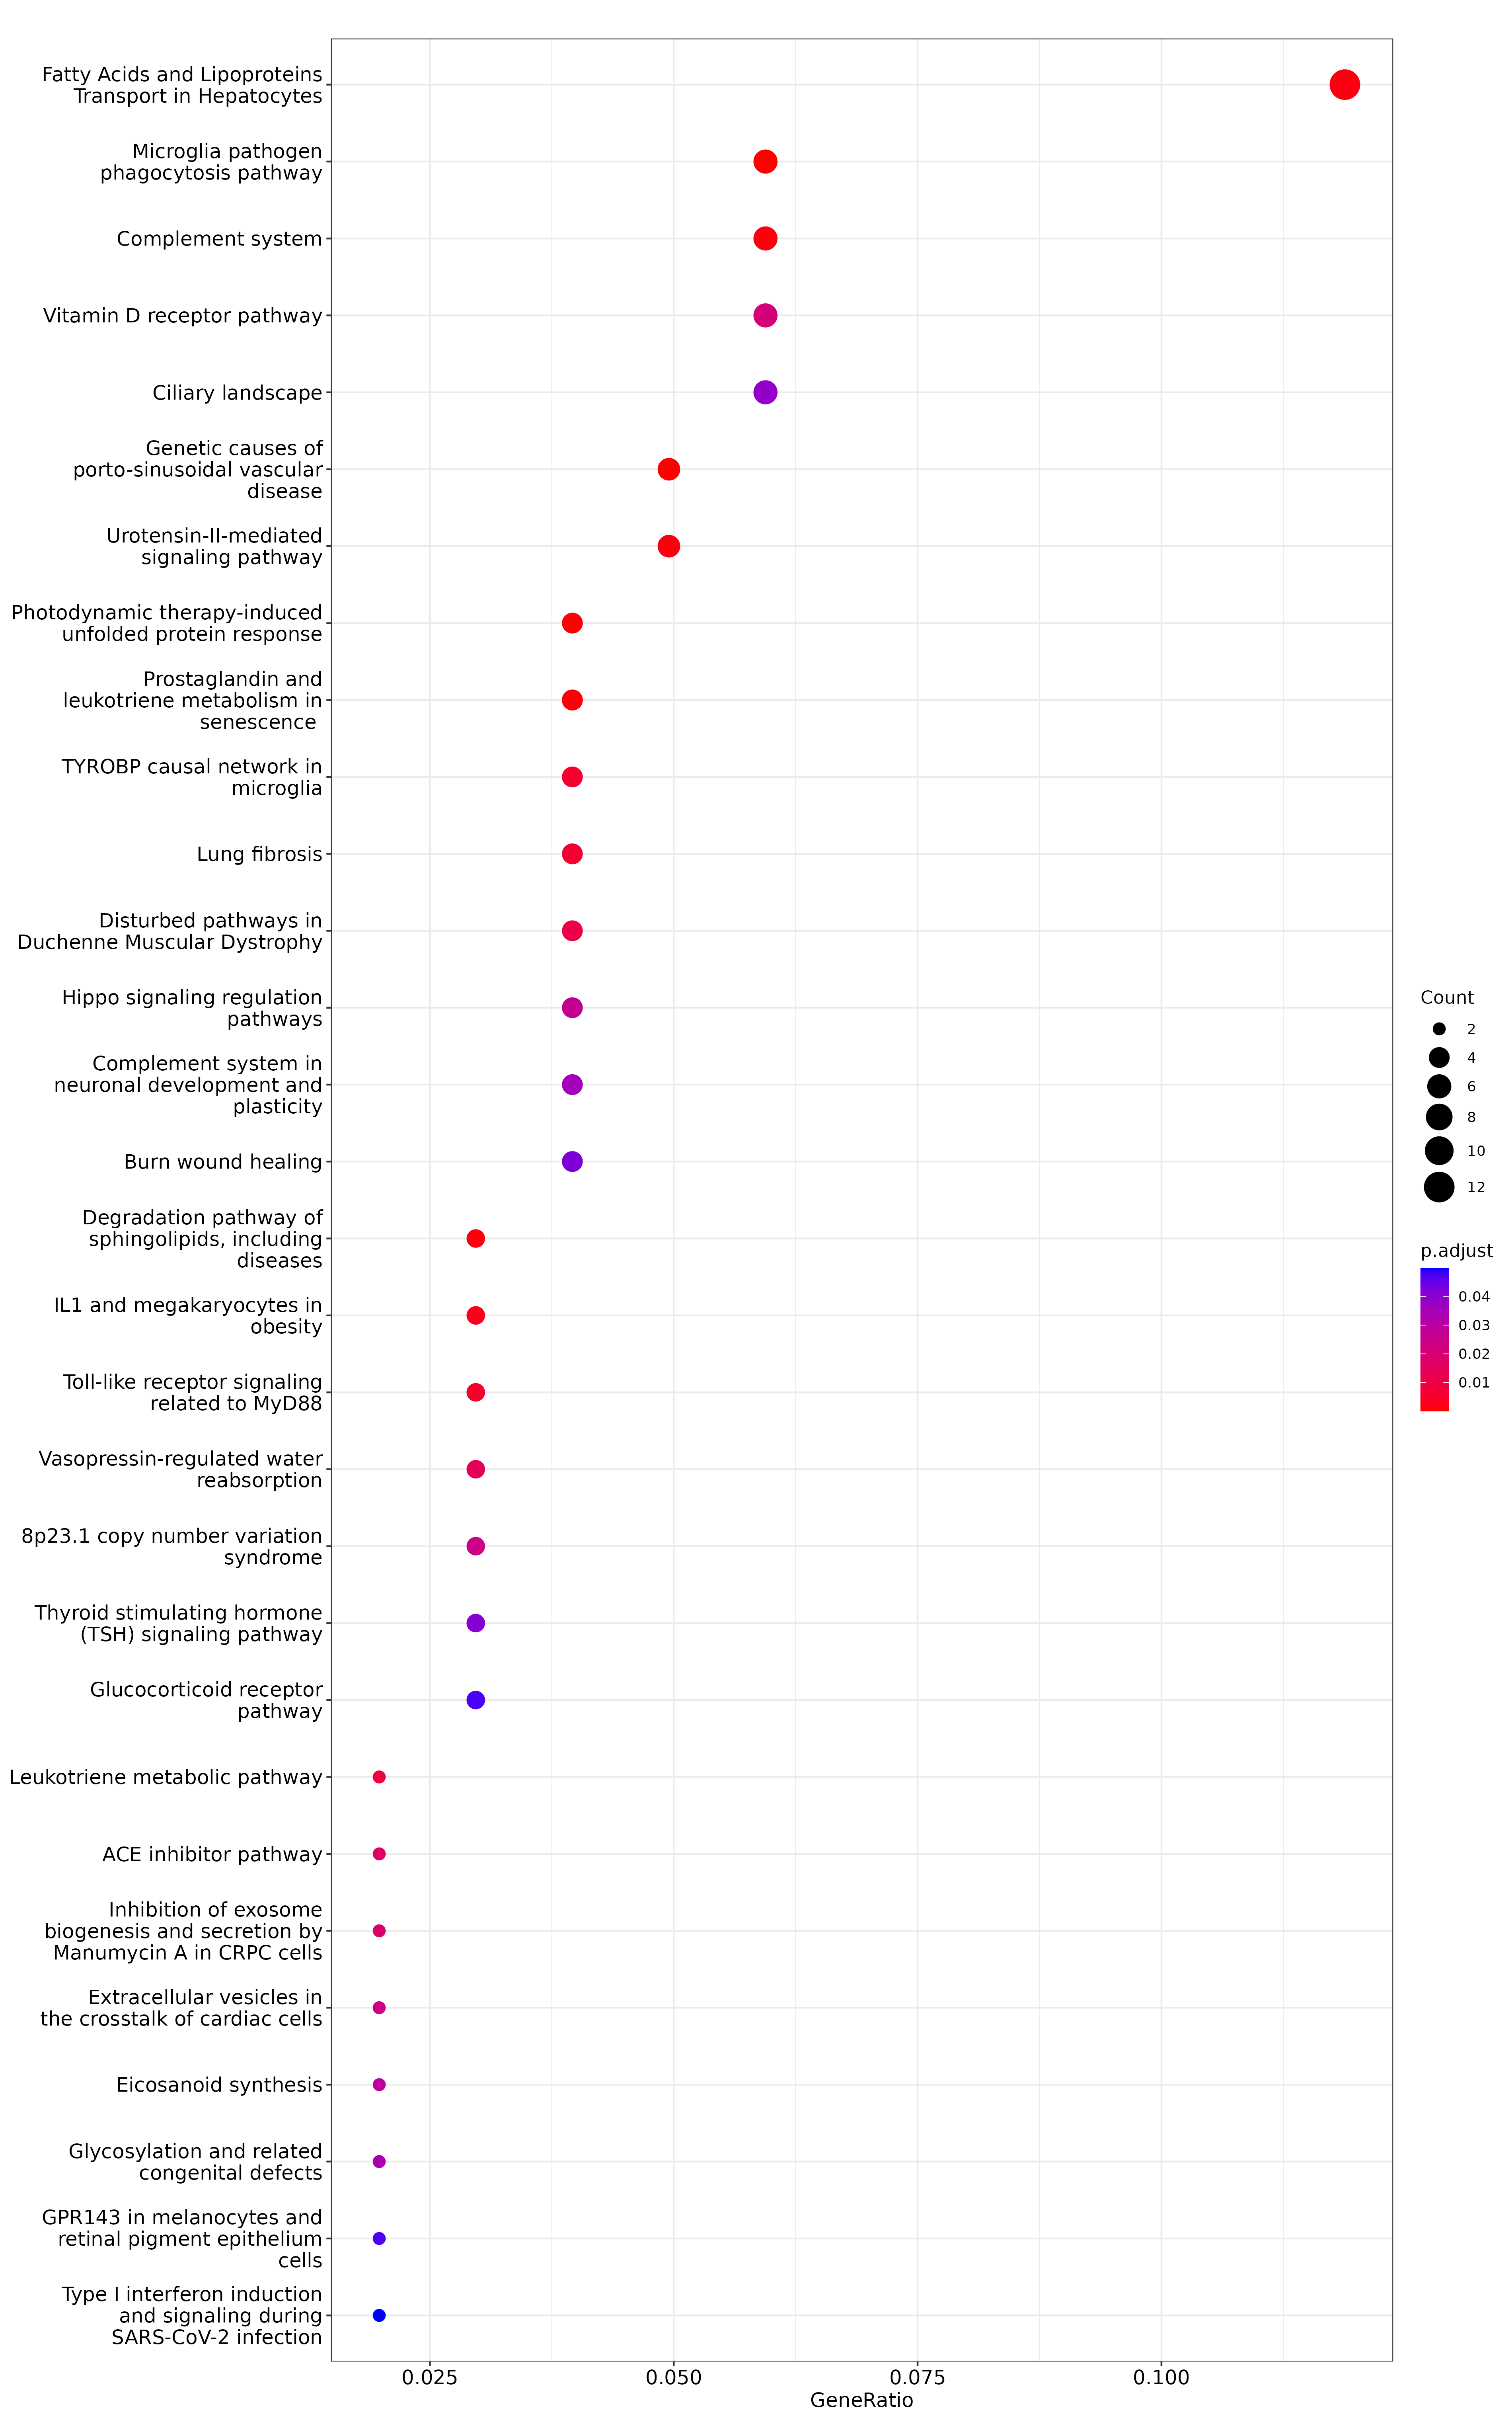 Fatty Acids and Lipoproteins
Transport in Hepatocytes
Microglia pathogen
phagocytosis pathway
Complement system
Vitamin D receptor pathway
Ciliary landscape
Genetic causes of
porto-sinusoidal vascular
disease
Urotensin-II-mediated
signaling pathway
Photodynamic therapy-induced
unfolded protein response
Prostaglandin and
leukotriene metabolism in
senescence
TYROBP causal network in
microglia
Lung fibrosis
Disturbed pathways in
Duchenne Muscular Dystrophy
Hippo signaling regulation
pathways
Complement system in
neuronal development and
plasticity
Burn wound healing
Degradation pathway of
sphingolipids, including
diseases
IL1 and megakaryocytes in
obesity
Toll-like receptor signaling
related to MyD88
Vasopressin-regulated water
reabsorption
8p23.1 copy number variation
syndrome
Thyroid stimulating hormone
(TSH) signaling pathway
Glucocorticoid receptor
pathway
Leukotriene metabolic pathway
ACE inhibitor pathway
Inhibition of exosome
biogenesis and secretion by
Manumycin A in CRPC cells
Extracellular vesicles in
the crosstalk of cardiac cells
Eicosanoid synthesis
Glycosylation and related
congenital defects
GPR143 in melanocytes and
retinal pigment epithelium
cells
Type I interferon induction
and signaling during
SARS-CoV-2 infection
0.025 0.050 0.075 0.100
GeneRatio
Count
2
4
6
8
10
12
p.adjust
0.04
0.03
0.02
0.01